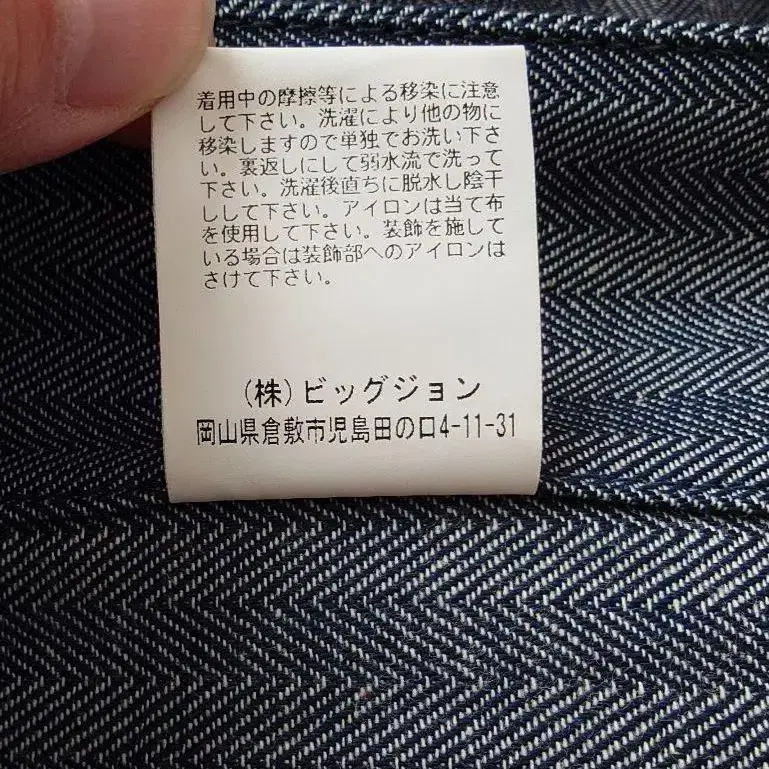 着用中の摩擦等による移染に注意
して下さい。洗濯により他の物に
移染しますので単独でお洗い下さ
い。裏返しにして弱水流で洗って
下さい。洗濯後直ちに脱水し陰干
しして下さい。アイロンは当て布
を使用して下さい。装飾を施して
いる場合は装飾部へのアイロンは
さけて下さい。
(株)ビッグジョン
岡山県倉敷市児島田の口4-11-31